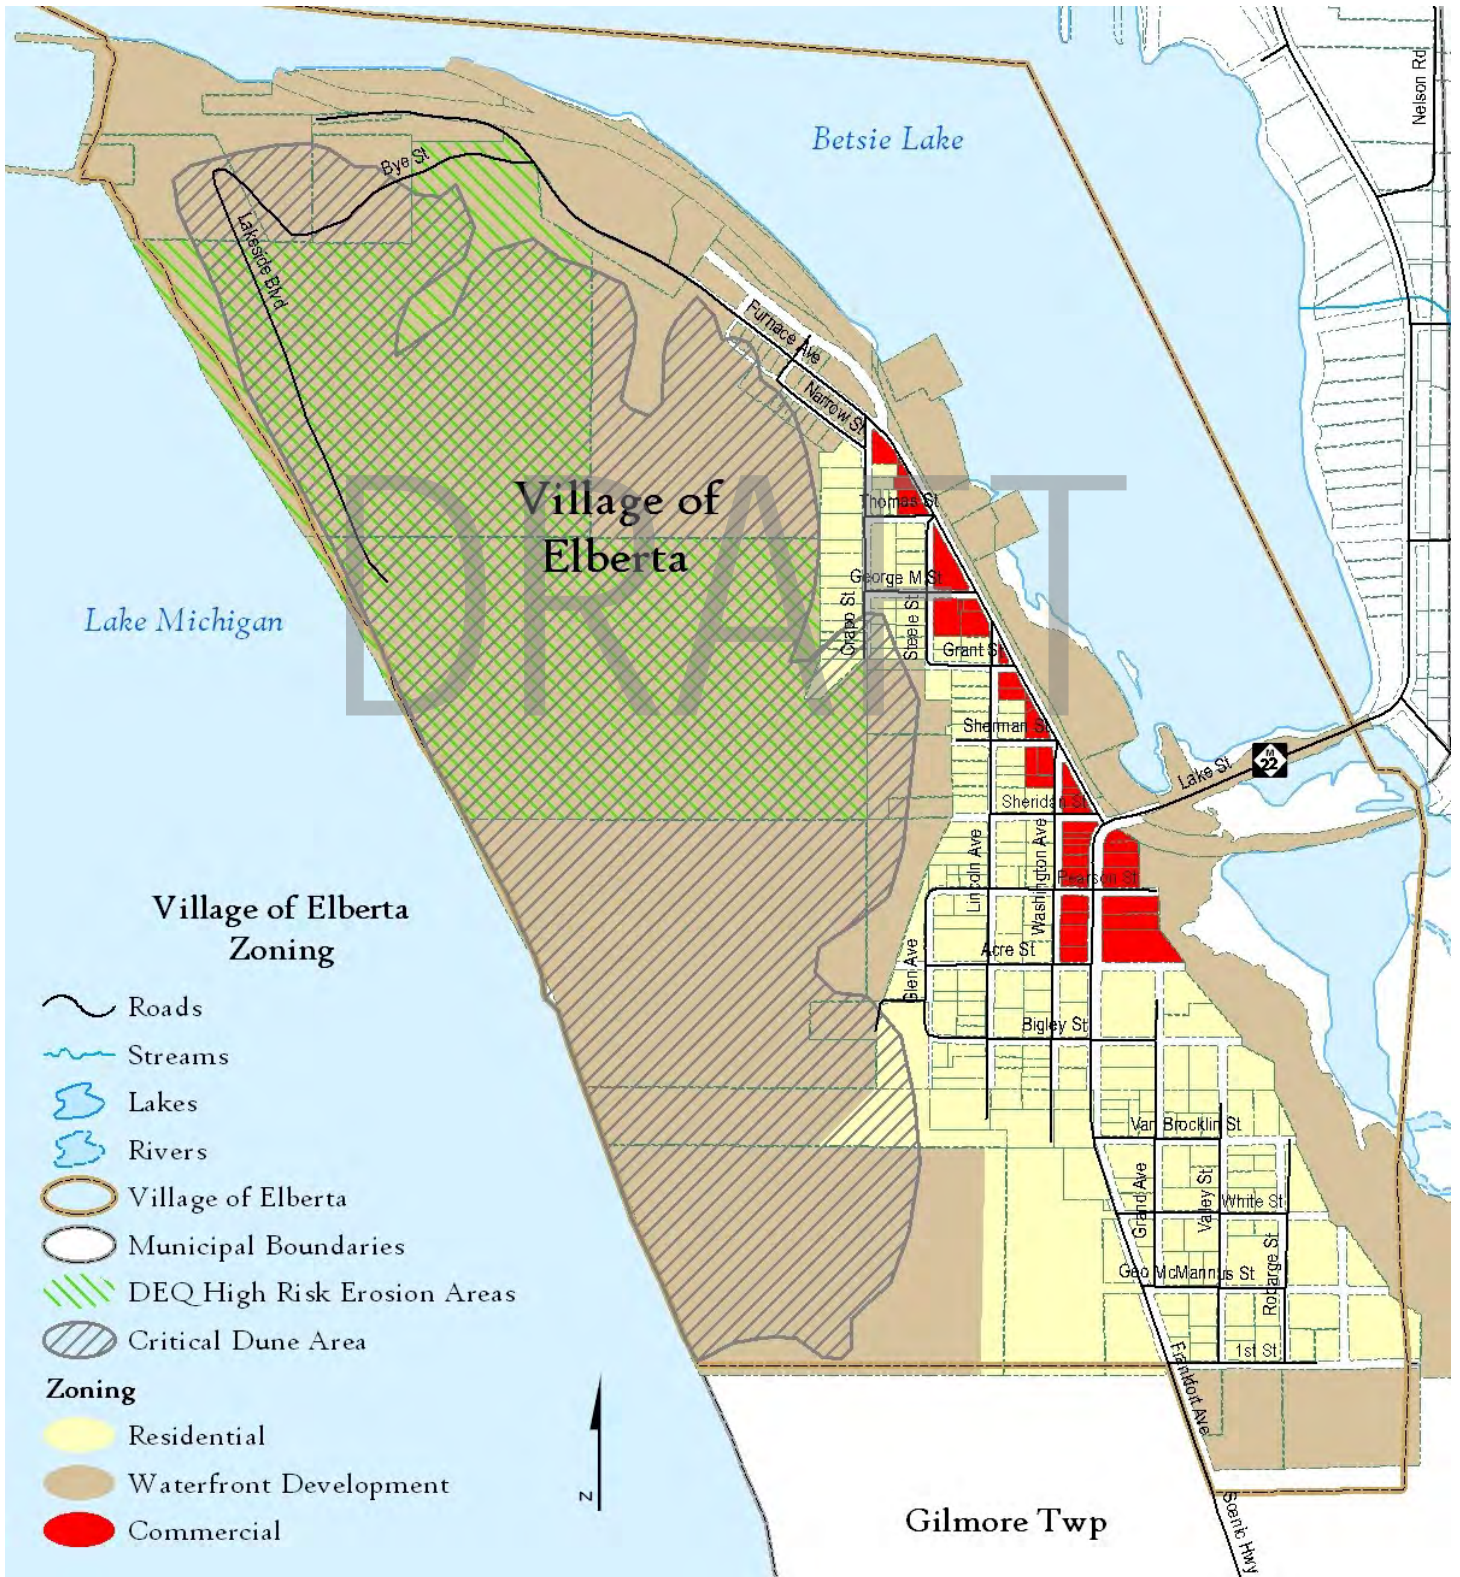 Nelson Rd
Betsie Lake
Bye St
Lakeside Blvd
Furnace Ave
Narrow St
Village of
Elberta
DRAFT
Thomas St
George M St
Lake Michigan
Crapo St
Steele St
Grant St
Sherman St
M
22
Lake St
Sheridan St
Lincoln Ave
Washington Ave
Pearson St
Village of Elberta
Zoning
Acre St
Glen Ave
Bigley St
Roads
Streams
Lakes
Rivers
Village of Elberta
Municipal Boundaries
DEQ High Risk Erosion Areas
Critical Dune Area
Zoning
Residential
Waterfront Development
Commercial
Van Brocklin St
Grand Ave
Valley St
White St
Geo McMannus St
Robarge St
1st St
Frankfort Ave
Z
Gilmore Twp
Scenic Hwy